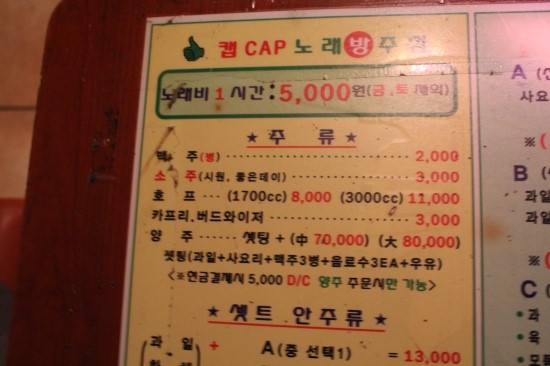 캡 CAP 노래방주점
노래비 1 시간 : 5,000원(금.토 제외)
★ 주 류 ★
맥 주(병) 2,000
소 주(시원, 좋은데이) 3,000
호 프 (1700cc) 8,000 (3000cc) 11,000
카프리.버드와이저 3,000
양 주 셋팅 + (中 70,000) (大 80,000)
젯팅(과일+사요리+맥주3병+음료수3EA+우유)
<※현금결제시 5,000 D/C 양주 주문시만 가능>
★ 셋트 안주류 ★
과 일 + A(중 선택1) = 13,000
A
사요
※(
B
과일
※(
C
과
육
모듬